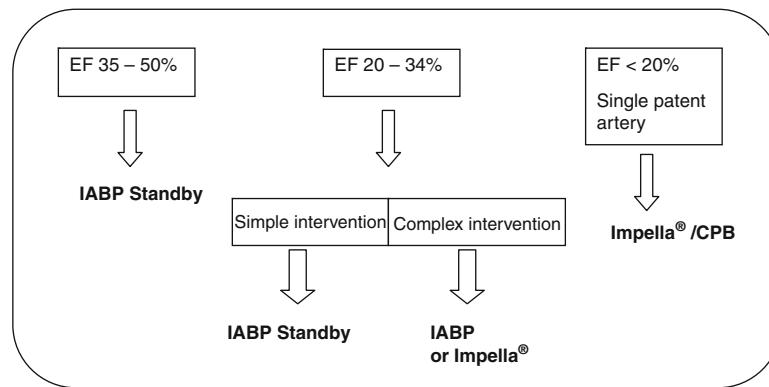 EF 35 – 50%
EF 20 – 34%
EF < 20%
Single patent
artery
IABP Standby
Simple intervention
Complex intervention
Impella® /CPB
IABP Standby
IABP
or Impella®